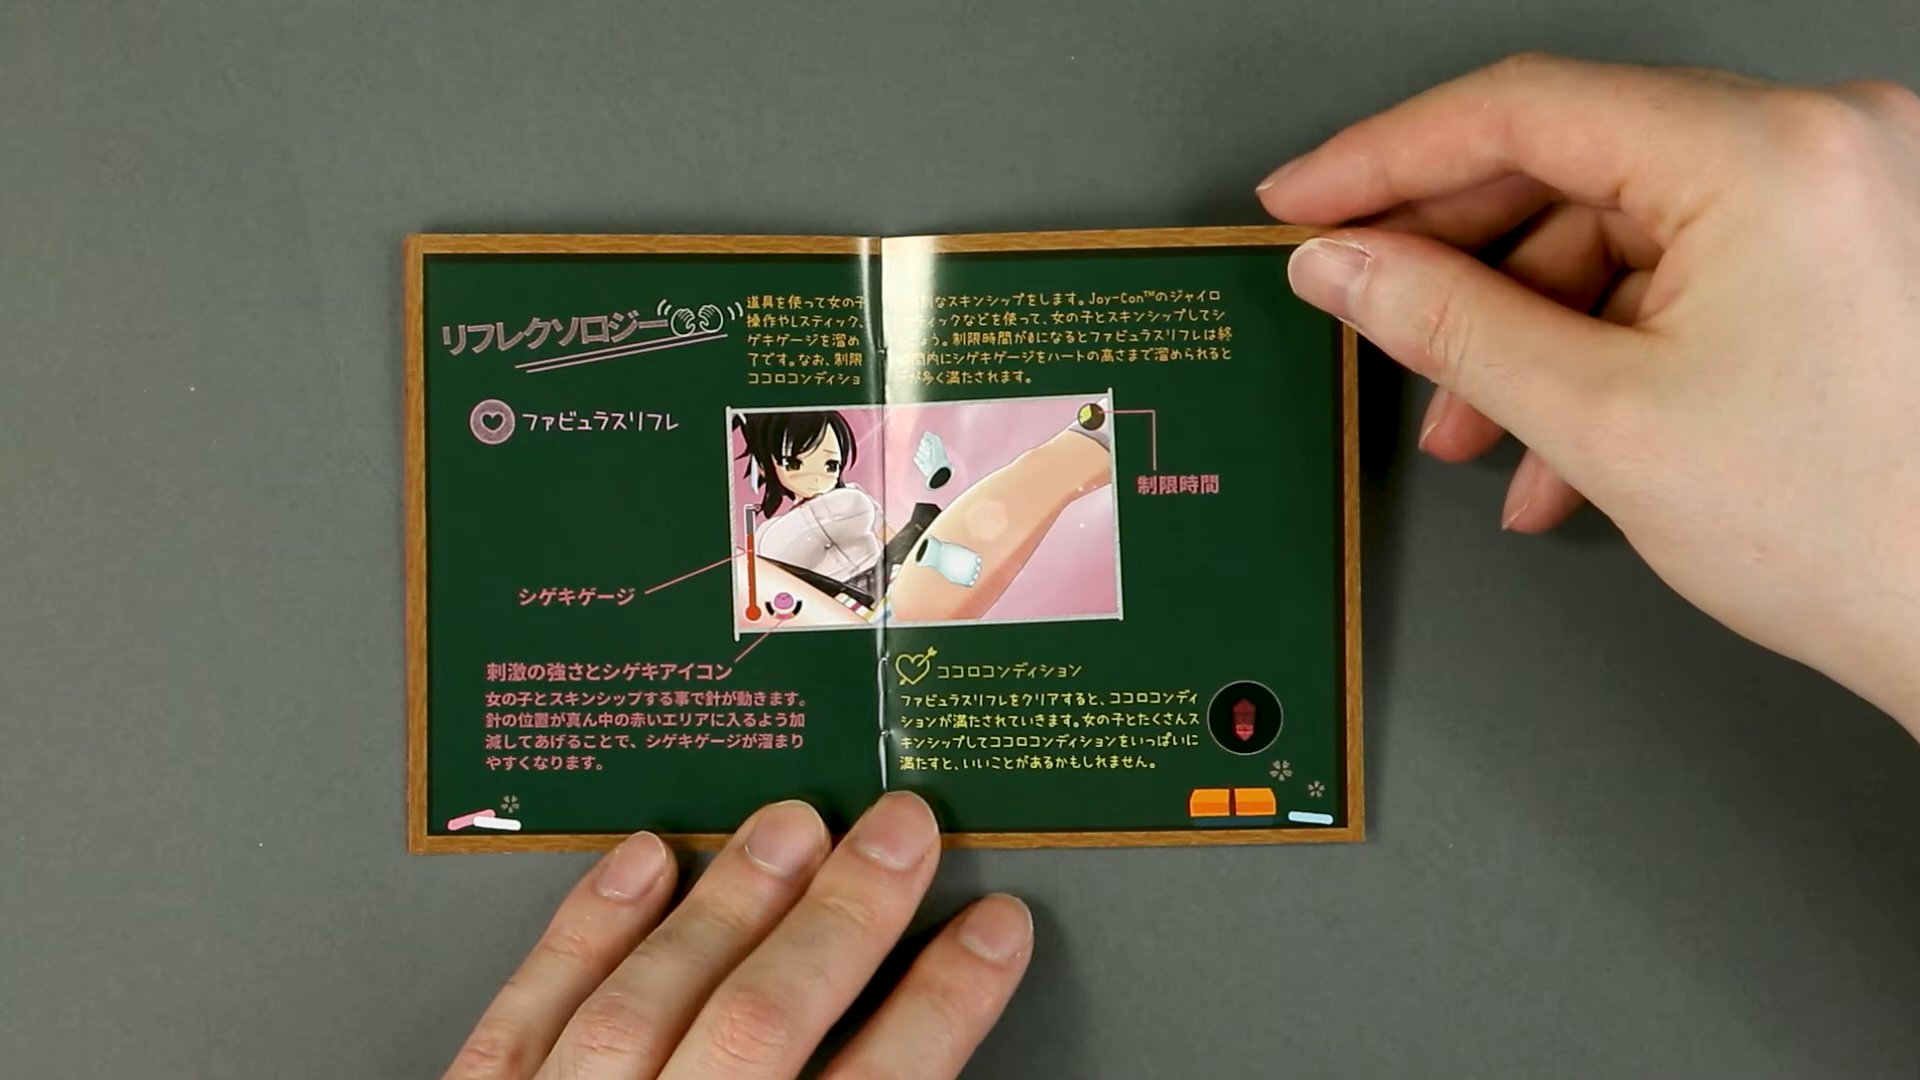 リフレクソロジー
道具を使って女の子 なスキンシップをします。Joy-Con™のジャイロ
操作やLスティック、 ティックなどを使って、女の子とスキンシップしてシ
ゲキゲージを溜め ょう。制限時間が0になるとファビュラスリフレは終
了です。なお、制限 間内にシゲキゲージをハートの高さまで溜められると
ココロコンディショ が多く満たされます。
ファビュラスリフレ
制限時間
シゲキゲージ
刺激の強さとシゲキアイコン
女の子とスキンシップする事で針が動きます。
針の位置が真ん中の赤いエリアに入るよう加
減してあげることで、シゲキゲージが溜まり
やすくなります。
ココロコンディション
ファビュラスリフレをクリアすると、ココロコンディ
ションが満たされていきます。女の子とたくさんス
キンシップしてココロコンディションをいっぱいに
満たすと、いいことがあるかもしれません。